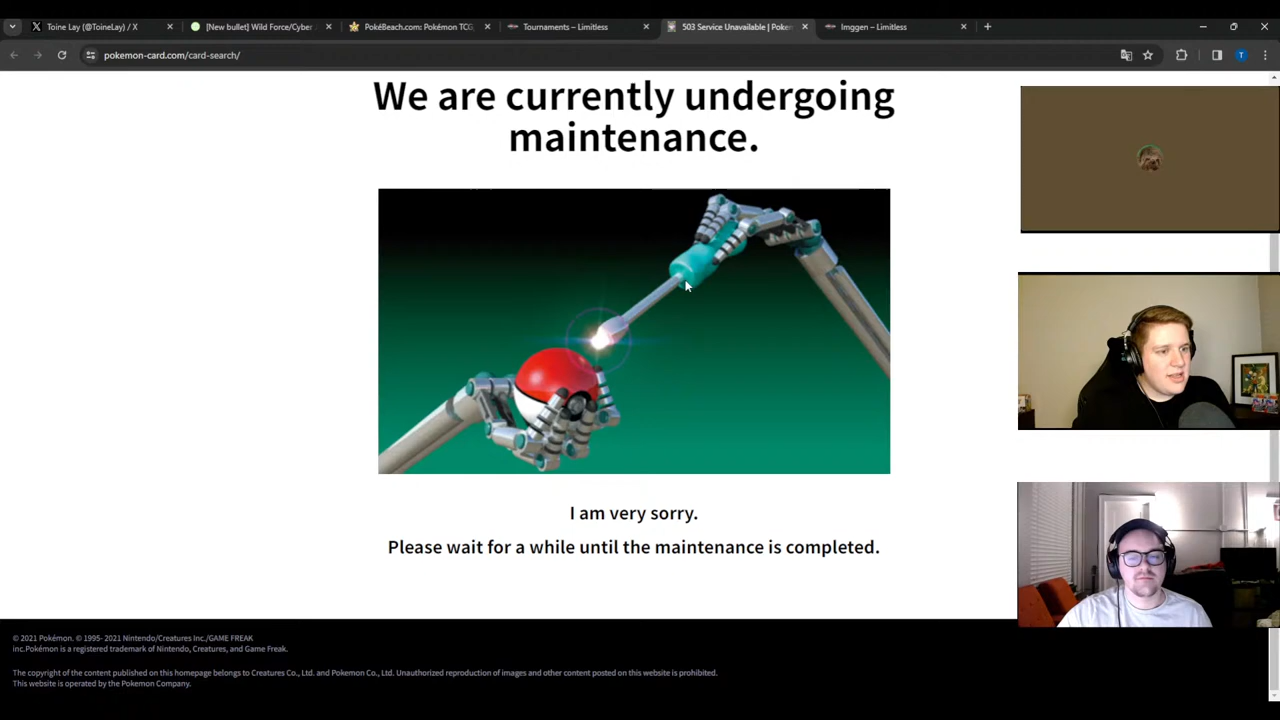 Toine Lay (@ToineLay) / X
[New bullet] Wild Force/Cyber
PokéBeach.com: Pokémon TCG
Tournaments – Limitless
503 Service Unavailable | Poken
Imggen – Limitless
pokemon-card.com/card-search/
T
We are currently undergoing
maintenance.
I am very sorry.
Please wait for a while until the maintenance is completed.
© 2021 Pokémon. © 1995- 2021 Nintendo/Creatures Inc./GAME FREAK
inc.Pokémon is a registered trademark of Nintendo, Creatures, and Game Freak.
The copyright of the content published on this homepage belongs to Creatures Co., Ltd. and Pokemon Co., Ltd. Unauthorized reproduction of images and other content posted on this website is prohibited.
This website is operated by the Pokemon Company.